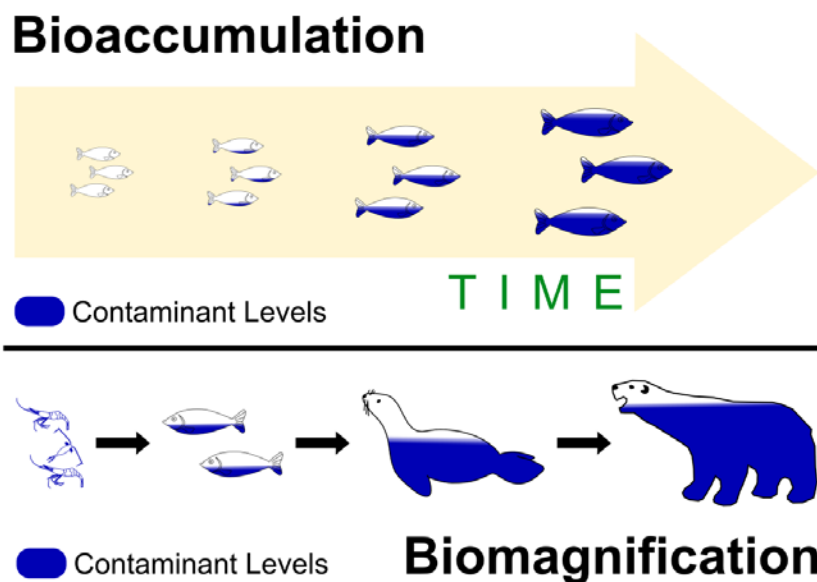 Bioaccumulation
T I M E
Contaminant Levels
Contaminant Levels
Biomagnification